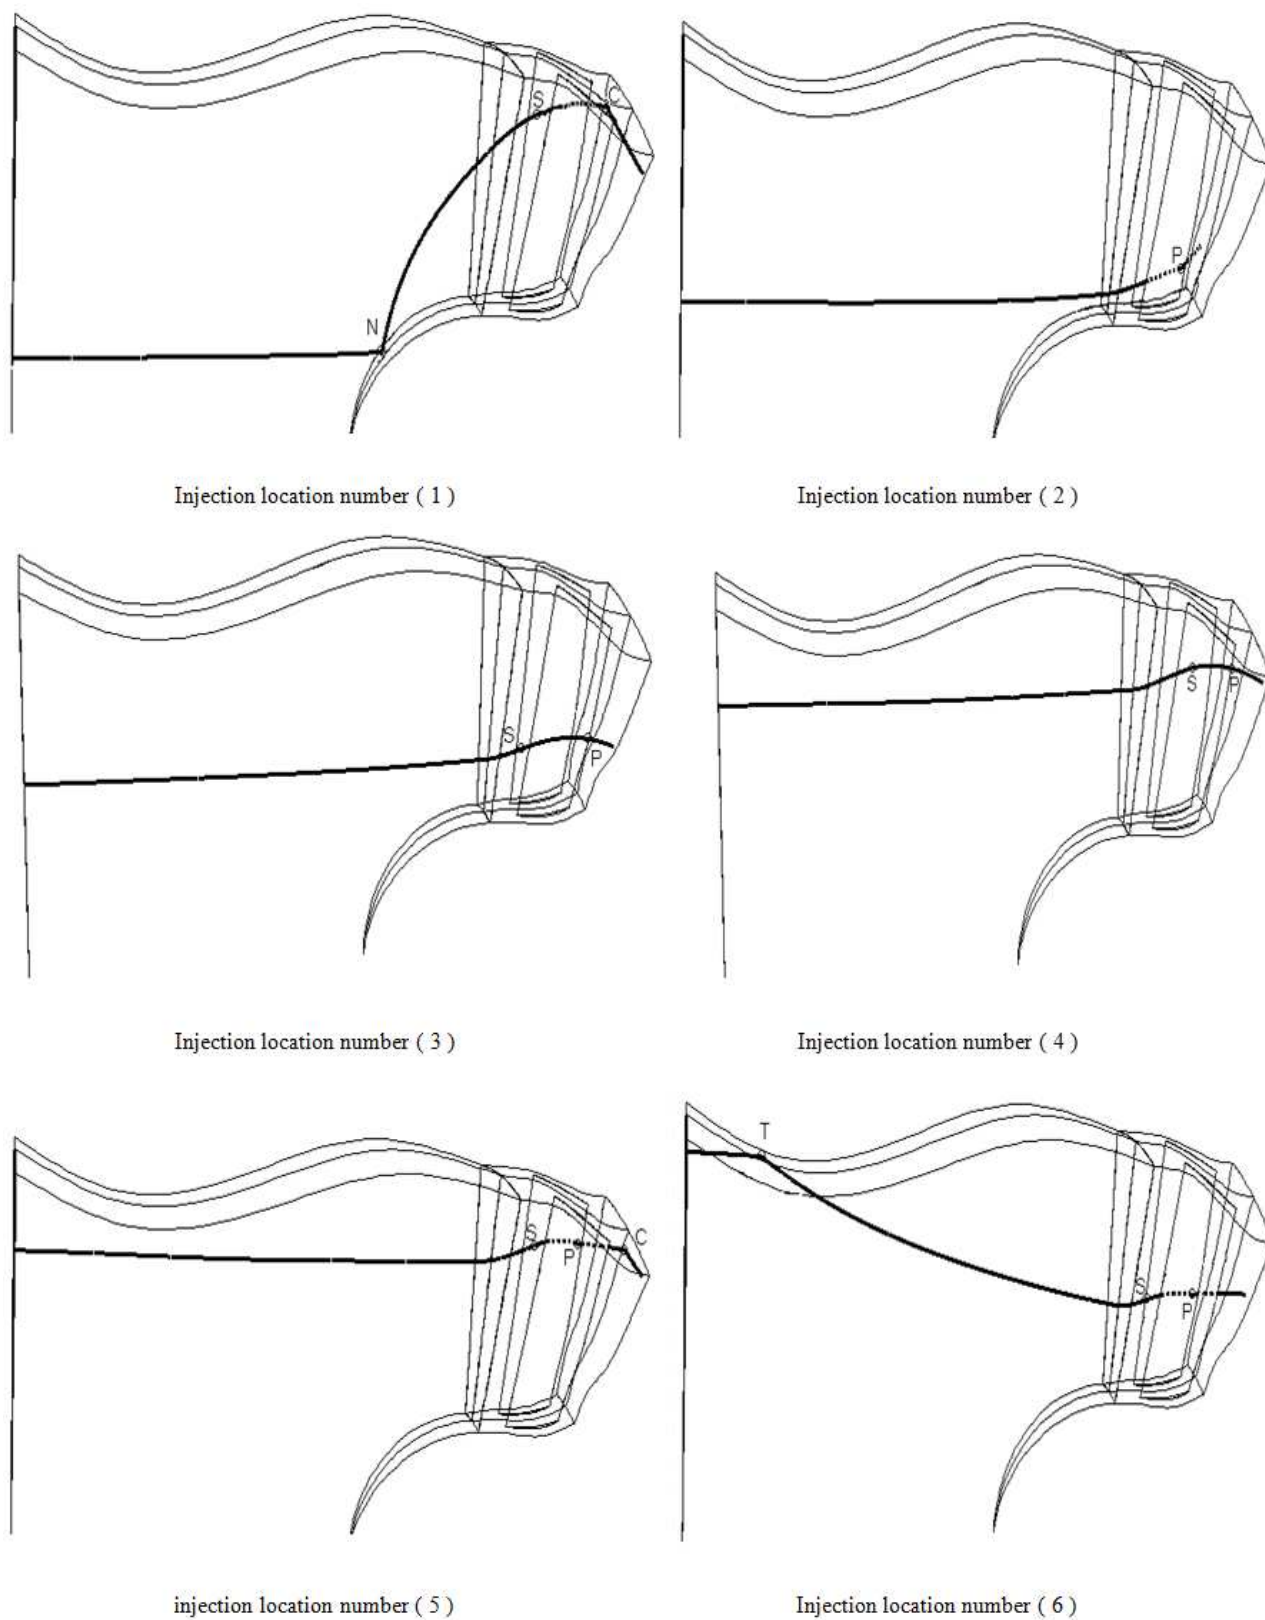 S
C
N
P
Injection location number ( 1 )
Injection location number ( 2 )
S
P
S
P
Injection location number ( 3 )
Injection location number ( 4 )
S
P
C
T
S
P
injection location number ( 5 )
Injection location number ( 6 )